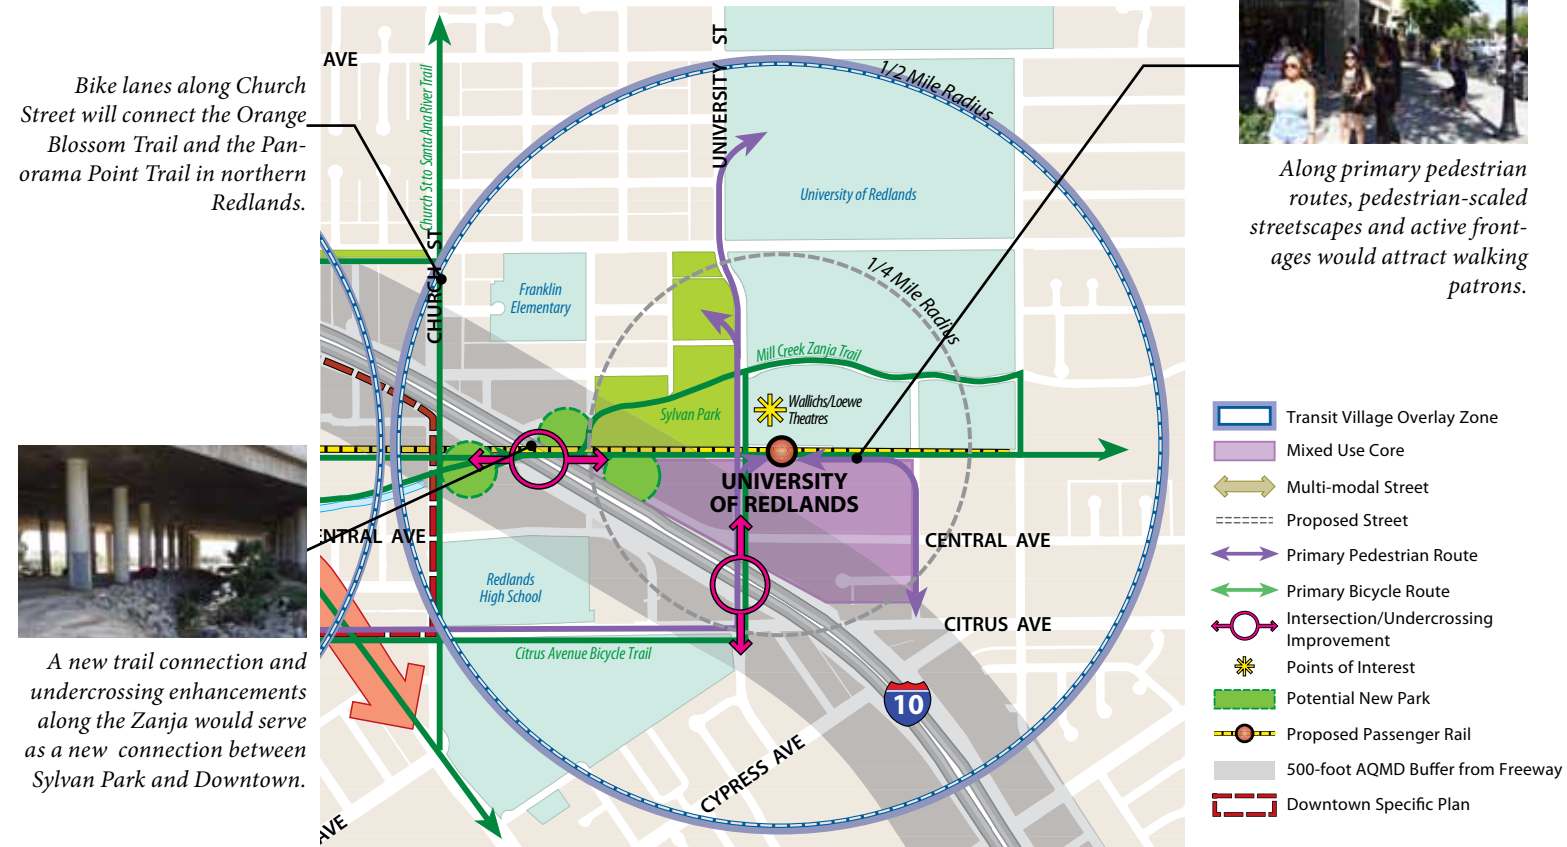 Bike lanes along Church
Street will connect the Orange
Blossom Trail and the Pan-
orama Point Trail in northern
Redlands.
A new trail connection and
undercrossing enhancements
along the Zanja would serve
as a new connection between
Sylvan Park and Downtown.
AVE
Church St to Santa Ana River Trail
CHURCH ST
UNIVERSITY ST
1/2 Mile Radius
University of Redlands
1/4 Mile Radius
Franklin
Elementary
Mill Creek Zanja Trail
Sylvan Park
Wallichs/Loewe
Theatres
UNIVERSITY
OF REDLANDS
ENTRAL AVE
CENTRAL AVE
Redlands
High School
CITRUS AVE
Citrus Avenue Bicycle Trail
10
CYPRESS AVE
AVE
Along primary pedestrian
routes, pedestrian-scaled
streetscapes and active front-
ages would attract walking
patrons.
Transit Village Overlay Zone
Mixed Use Core
Multi-modal Street
Proposed Street
Primary Pedestrian Route
Primary Bicycle Route
Intersection/Undercrossing
Improvement
Points of Interest
Potential New Park
Proposed Passenger Rail
500-foot AQMD Buffer from Freeway
Downtown Specific Plan